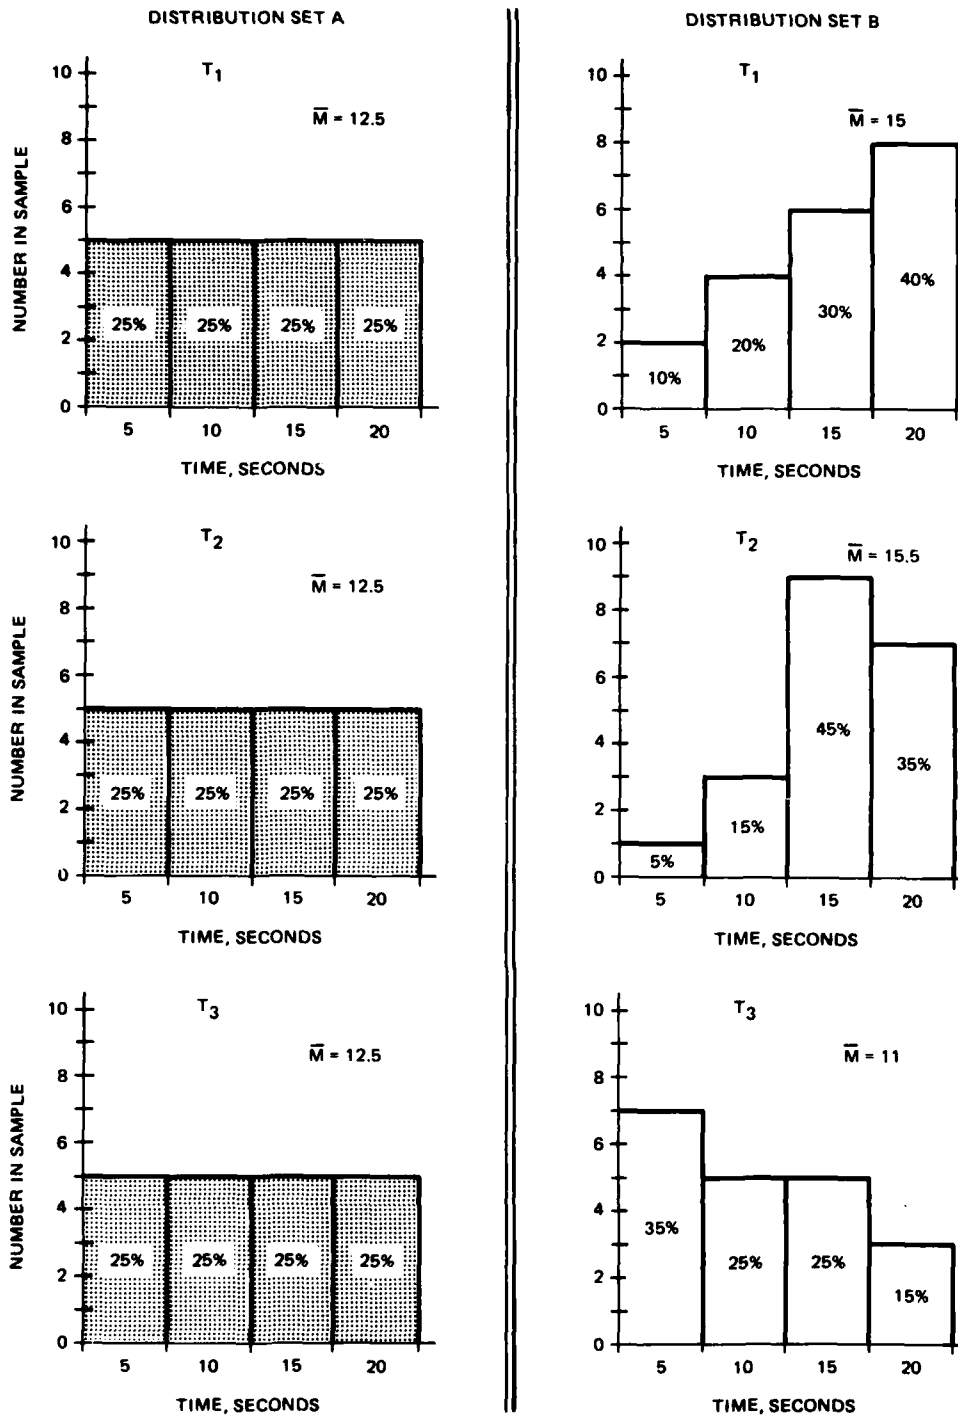 DISTRIBUTION SET A
T1
M̄ = 12.5
NUMBER IN SAMPLE
10
8
6
4
2
0
25% 25% 25% 25%
5 10 15 20
TIME, SECONDS
T2
M̄ = 12.5
NUMBER IN SAMPLE
10
8
6
4
2
0
25% 25% 25% 25%
5 10 15 20
TIME, SECONDS
T3
M̄ = 12.5
NUMBER IN SAMPLE
10
8
6
4
2
0
25% 25% 25% 25%
5 10 15 20
TIME, SECONDS
DISTRIBUTION SET B
T1
M̄ = 15
10
8
6
4
2
0
10% 20% 30% 40%
5 10 15 20
TIME, SECONDS
T2
M̄ = 15.5
10
8
6
4
2
0
5% 15% 45% 35%
5 10 15 20
TIME, SECONDS
T3
M̄ = 11
10
8
6
4
2
0
35% 25% 25% 15%
5 10 15 20
TIME, SECONDS